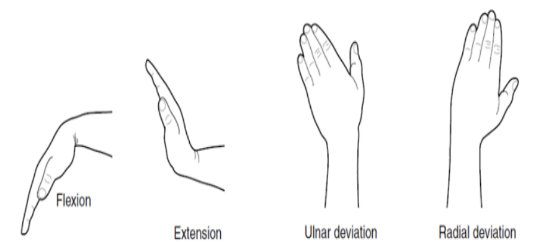 Flexion
Extension
Ulnar deviation
Radial deviation